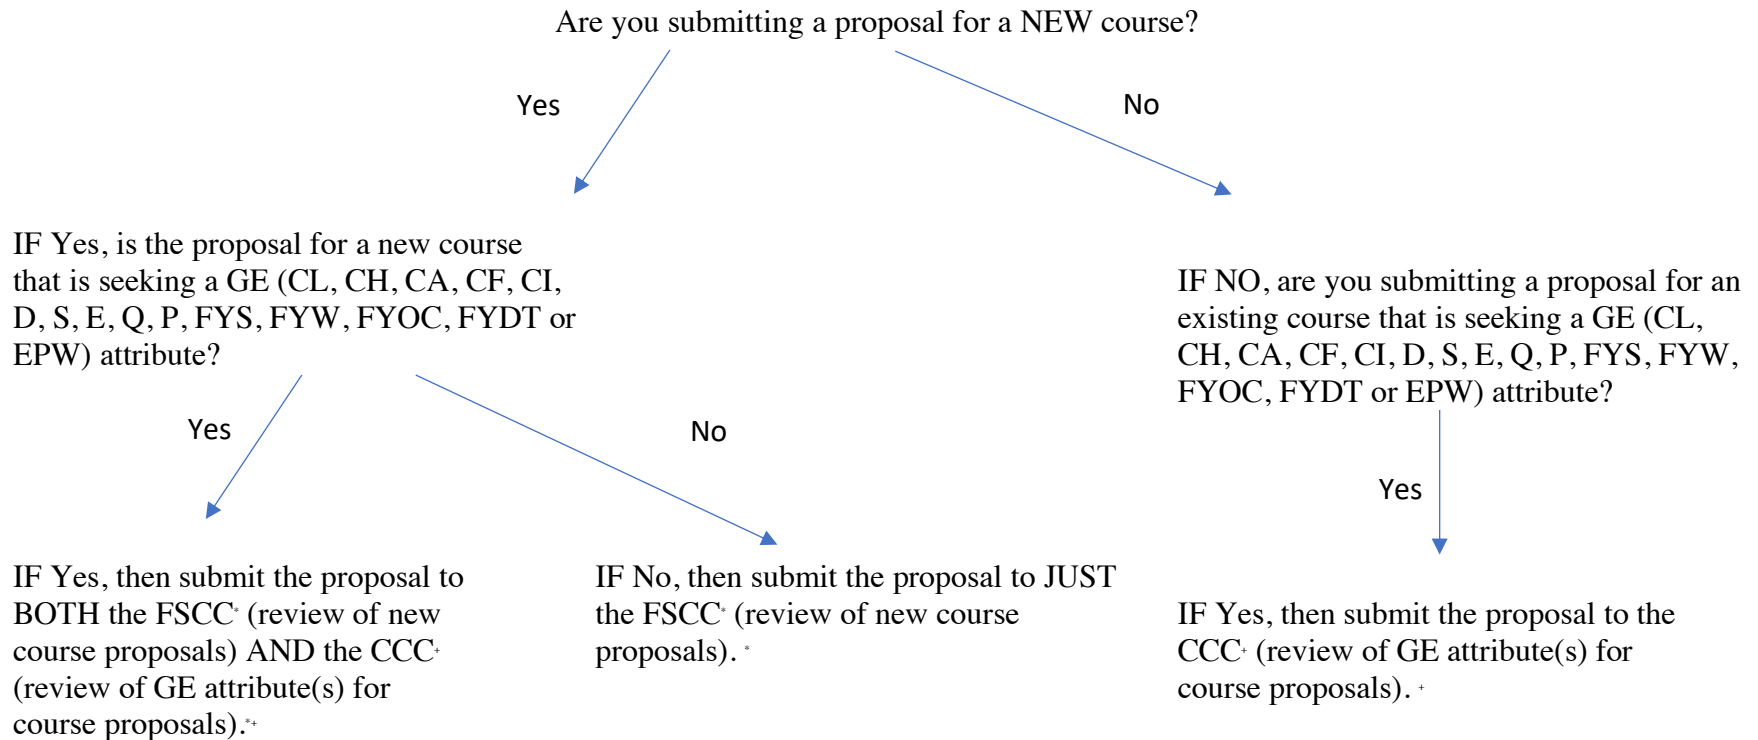 Are you submitting a proposal for a NEW course?
Yes
No
IF Yes, is the proposal for a new course
that is seeking a GE (CL, CH, CA, CF, CI,
D, S, E, Q, P, FYS, FYW, FYOC, FYDT or
EPW) attribute?
IF NO, are you submitting a proposal for an
existing course that is seeking a GE (CL,
CH, CA, CF, CI, D, S, E, Q, P, FYS, FYW,
FYOC, FYDT or EPW) attribute?
Yes
No
Yes
IF Yes, then submit the proposal to
BOTH the FSCC* (review of new
course proposals) AND the CCC+
(review of GE attribute(s) for
course proposals).*+
IF No, then submit the proposal to JUST
the FSCC* (review of new course
proposals). *
IF Yes, then submit the proposal to the
CCC+ (review of GE attribute(s) for
course proposals). +